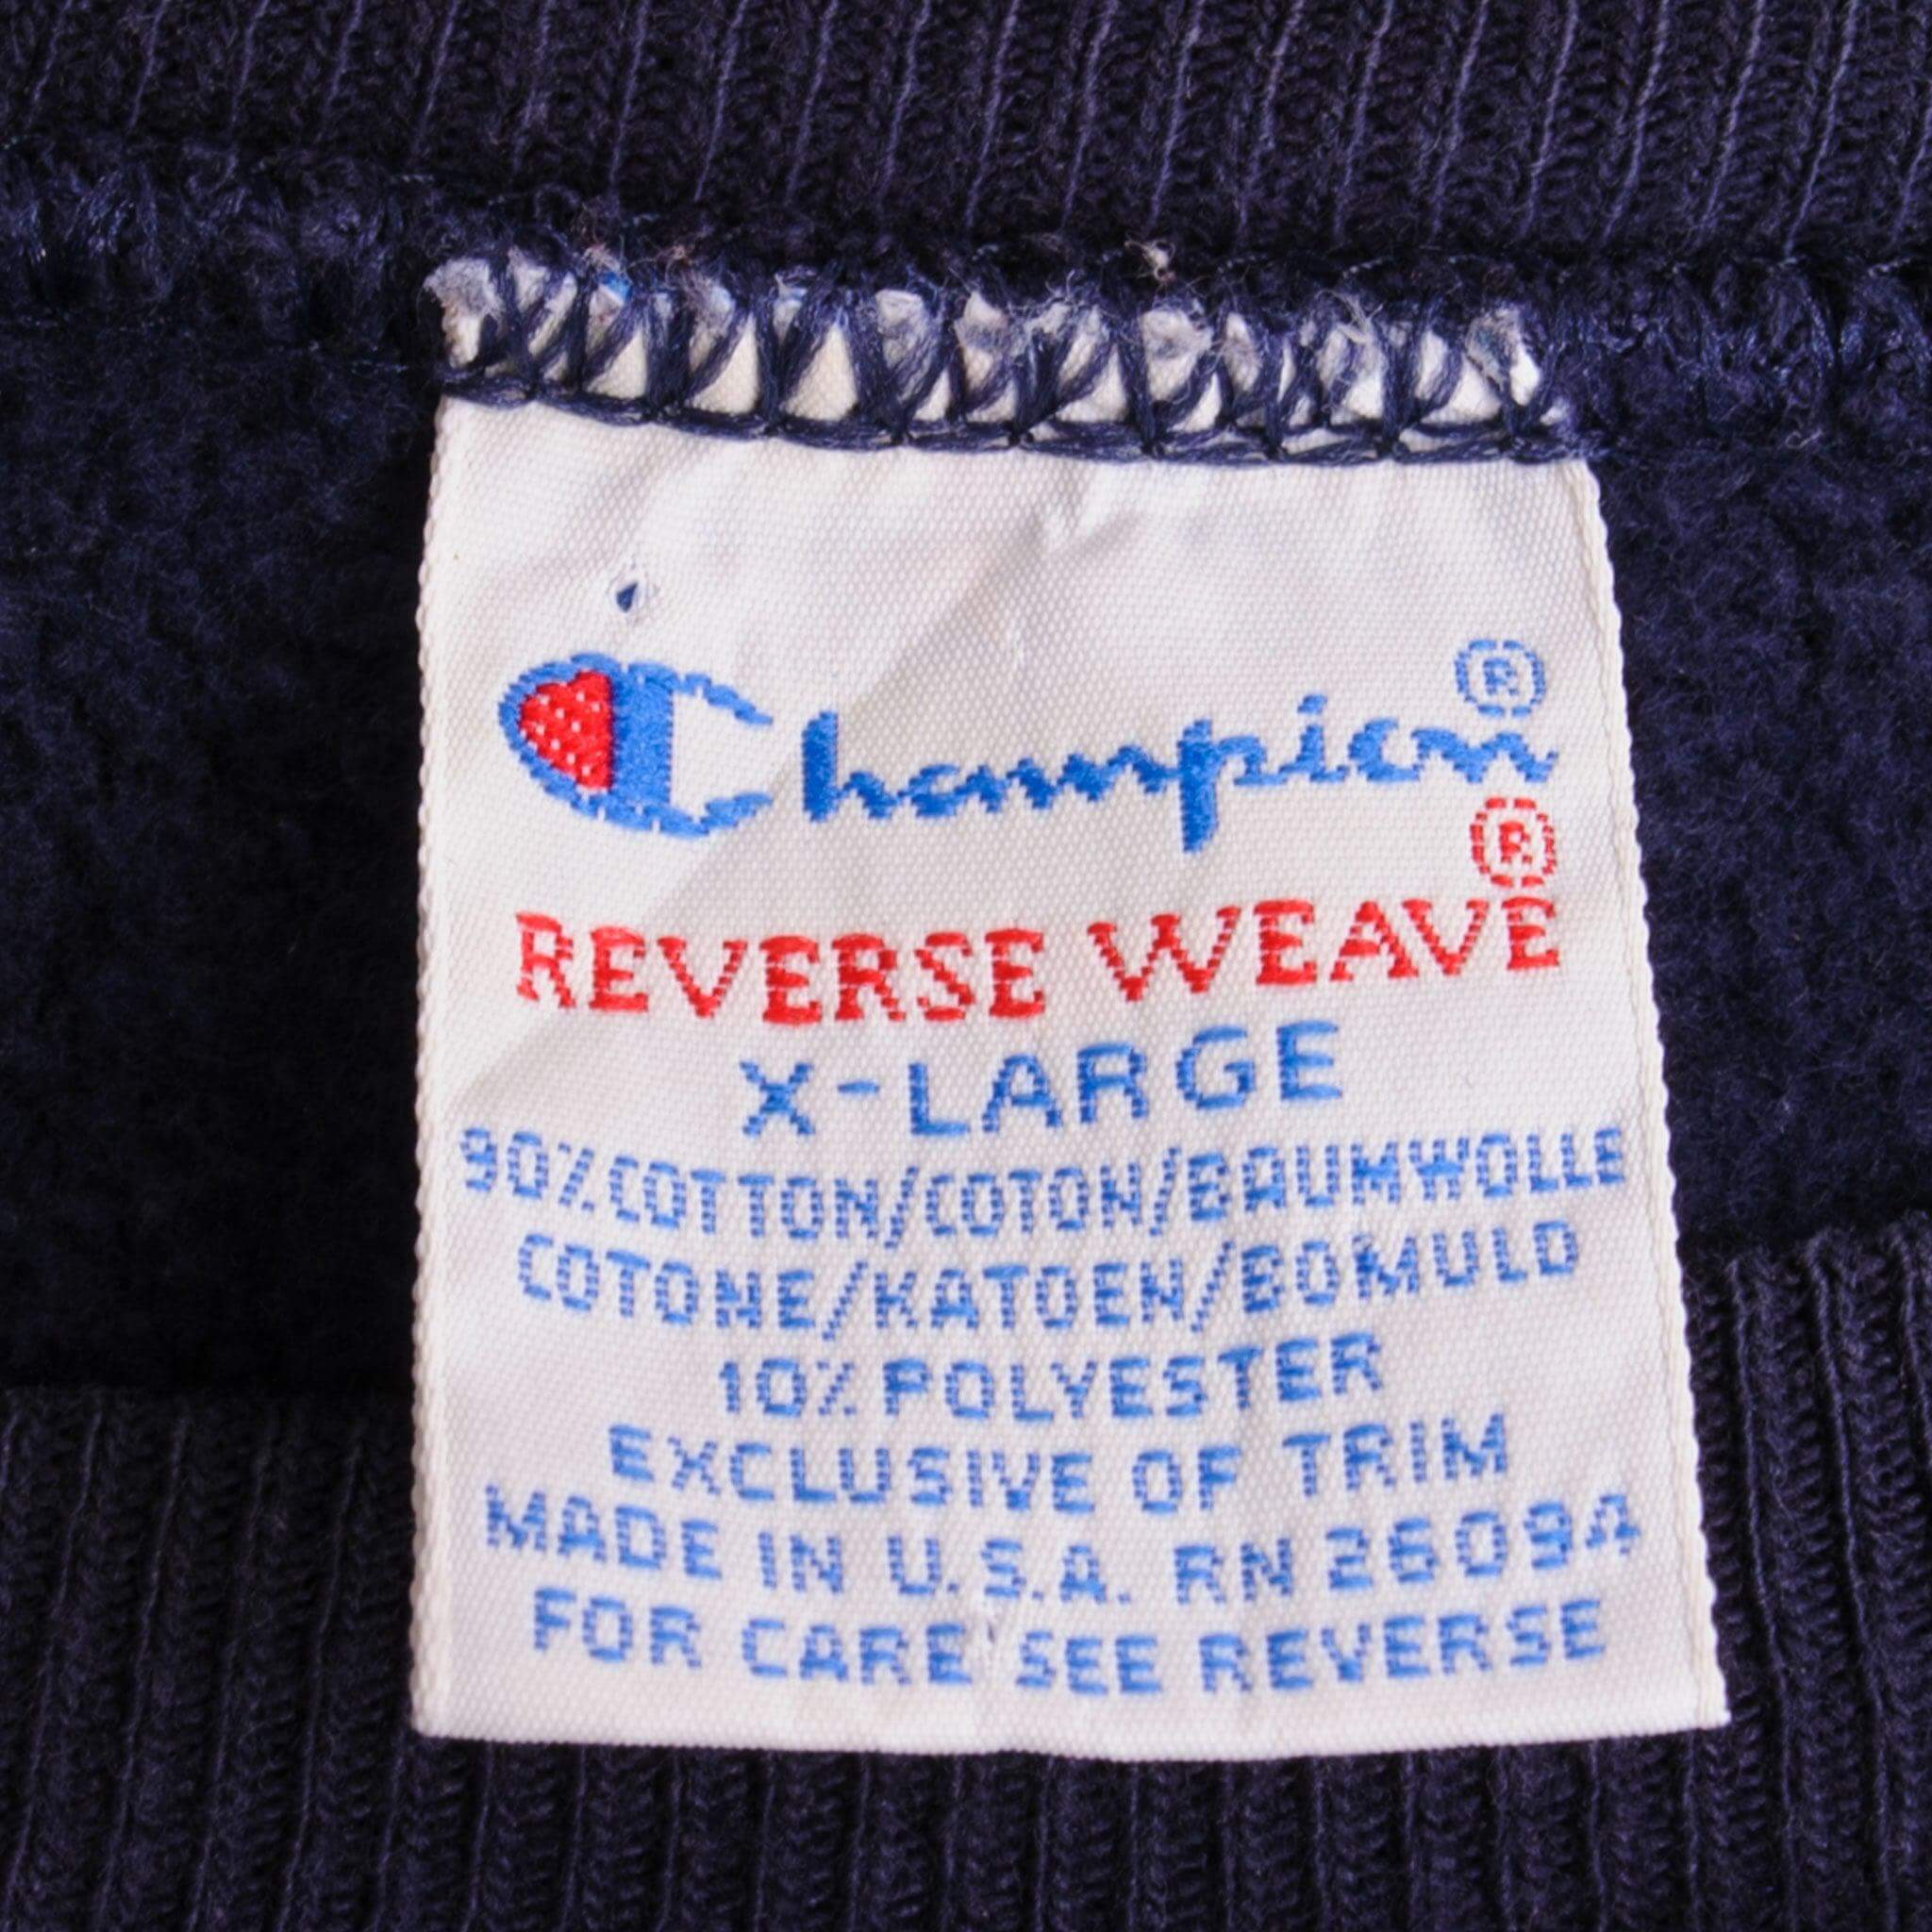 Champion®
REVERSE WEAVE®
X-LARGE
90% COTTON/COTON/BAUMWOLLE
COTONE/KATOEN/BOMULD
10% POLYESTER
EXCLUSIVE OF TRIM
MADE IN U.S.A. RN 26094
FOR CARE SEE REVERSE